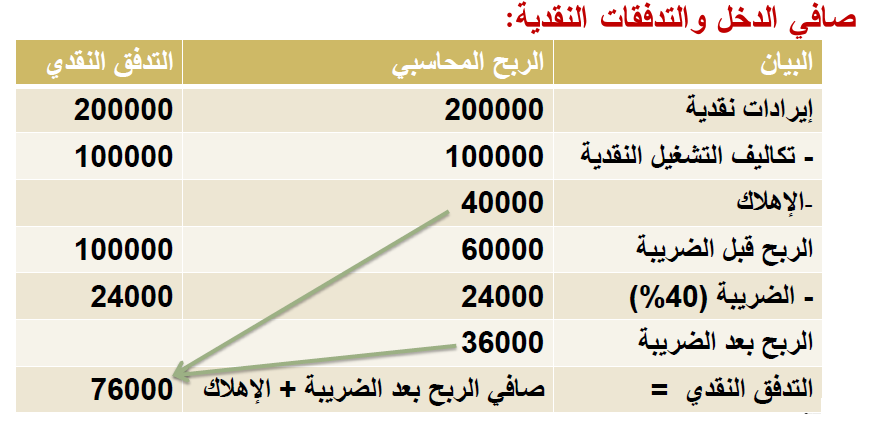 صافي الدخل والتدفقات النقدية:
البيان الربح المحاسبي التدفق النقدي
إيرادات نقدية 200000 200000
- تكاليف التشغيل النقدية 100000 100000
-الإهلاك 40000
الربح قبل الضريبة 60000 100000
- الضريبة (40%) 24000 24000
الربح بعد الضريبة 36000
التدفق النقدي = صافي الربح بعد الضريبة + الإهلاك 76000